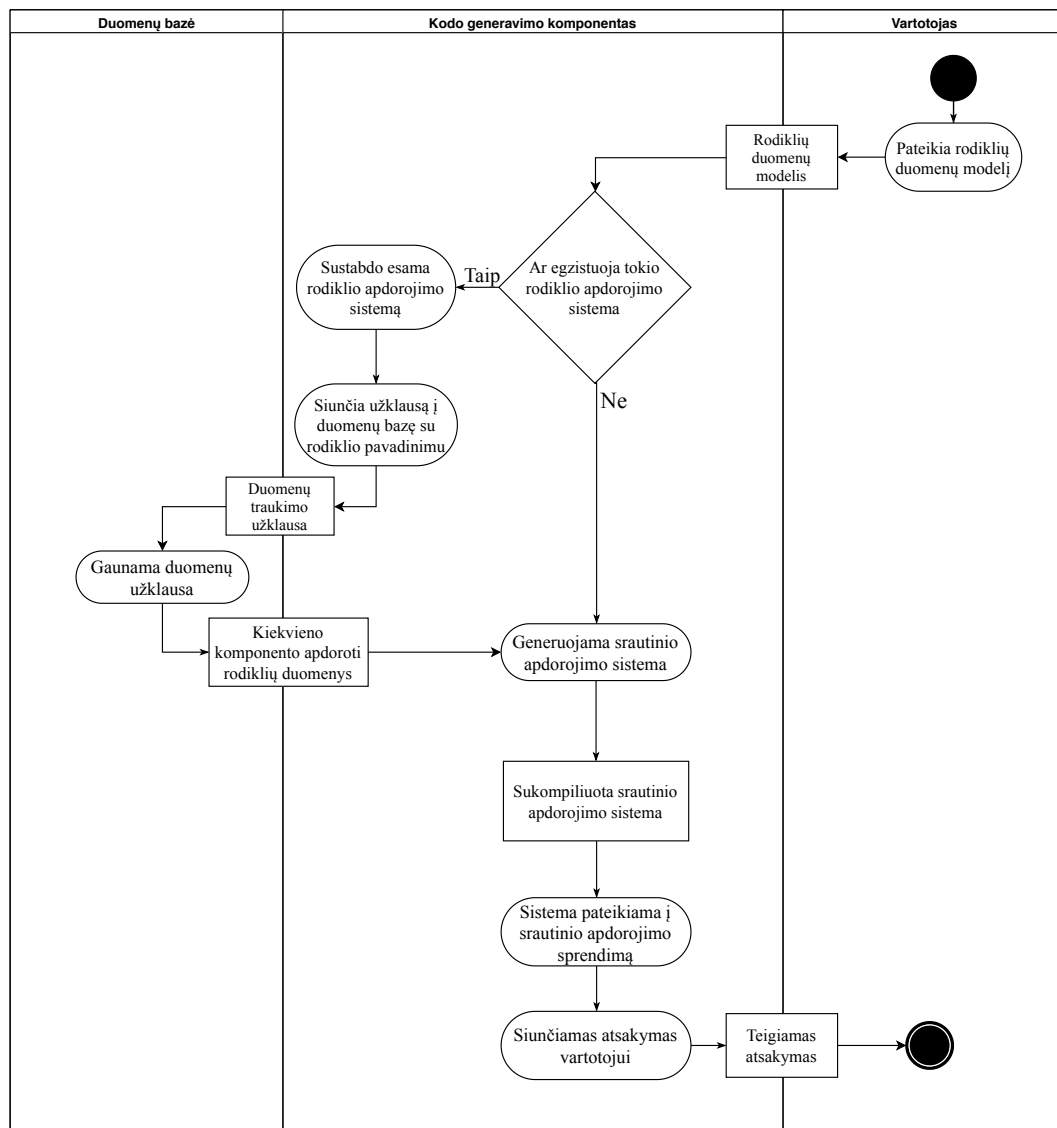 Duomenų bazė
Kodo generavimo komponentas
Vartotojas
Pateikia rodiklių
duomenų modelį
Rodiklių
duomenų
modelis
Ar egzistuoja tokio
rodiklio apdorojimo
sistema
Taip
Sustabdo esama
rodiklio apdorojimo
sistemą
Ne
Siunčia užklausą į
duomenų bazę su
rodiklio pavadinimu
Duomenų
traukimo
užklausa
Gaunama duomenų
užklausa
Kiekvieno
komponento apdoroti
rodiklių duomenys
Generuojama srautinio
apdorojimo sistema
Sukompiliuota srautinio
apdorojimo sistema
Sistema pateikiama į
srautinio apdorojimo
sprendimą
Siunčiamas atsakymas
vartotojui
Teigiamas
atsakymas